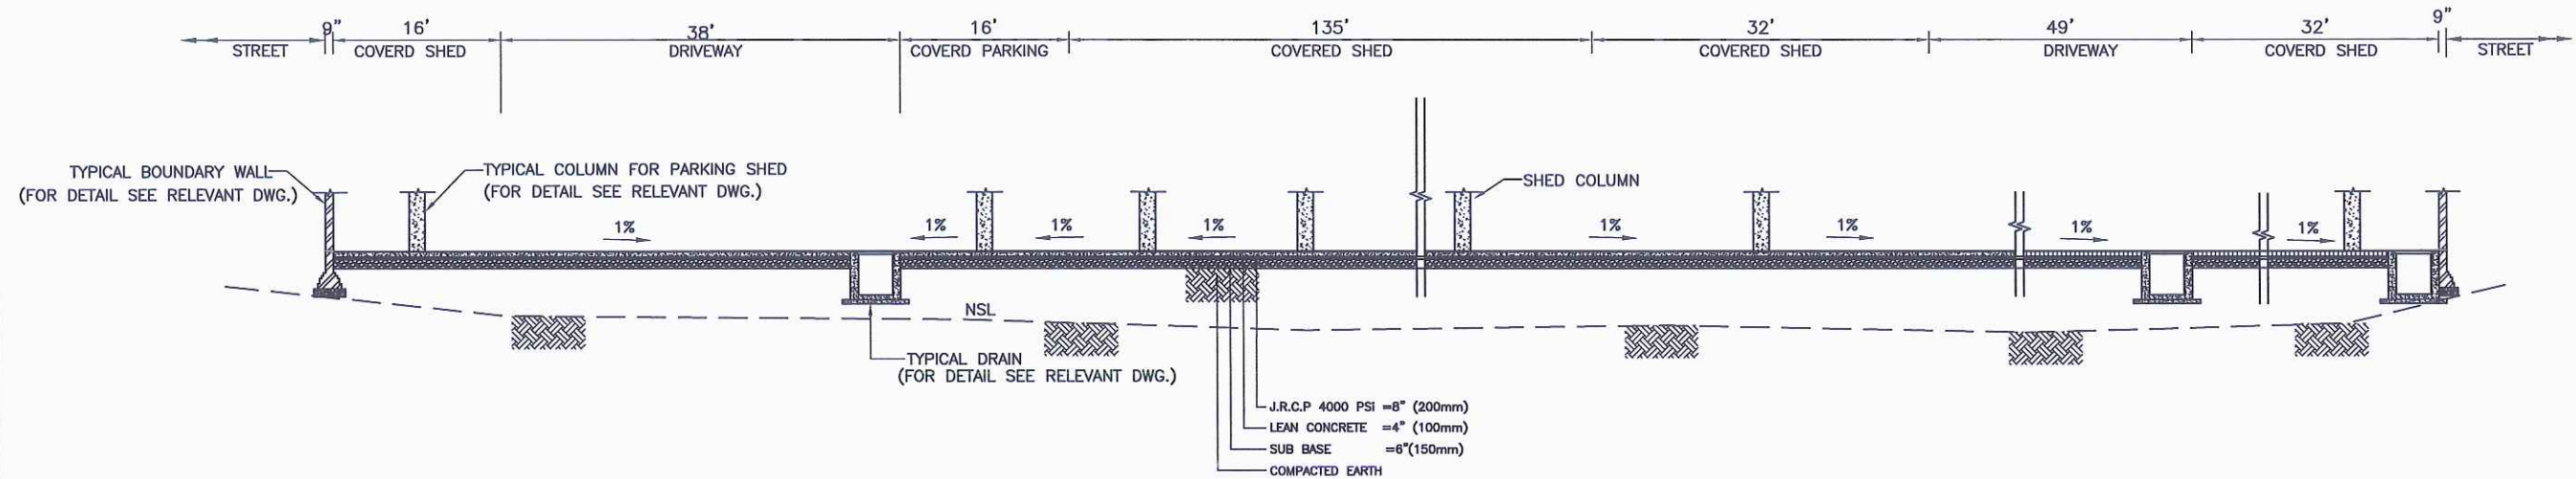 9" 16' 38' 16' 135' 32' 49' 32' 9"
STREET COVERD SHED DRIVEWAY COVERD PARKING COVERED SHED COVERED SHED DRIVEWAY COVERD SHED STREET
TYPICAL BOUNDARY WALL
(FOR DETAIL SEE RELEVANT DWG.)
TYPICAL COLUMN FOR PARKING SHED
(FOR DETAIL SEE RELEVANT DWG.)
SHED COLUMN
1% 1% 1% 1% 1% 1% 1% 1%
NSL
TYPICAL DRAIN
(FOR DETAIL SEE RELEVANT DWG.)
J.R.C.P 4000 PSi =8" (200mm)
LEAN CONCRETE =4" (100mm)
SUB BASE =6"(150mm)
COMPACTED EARTH